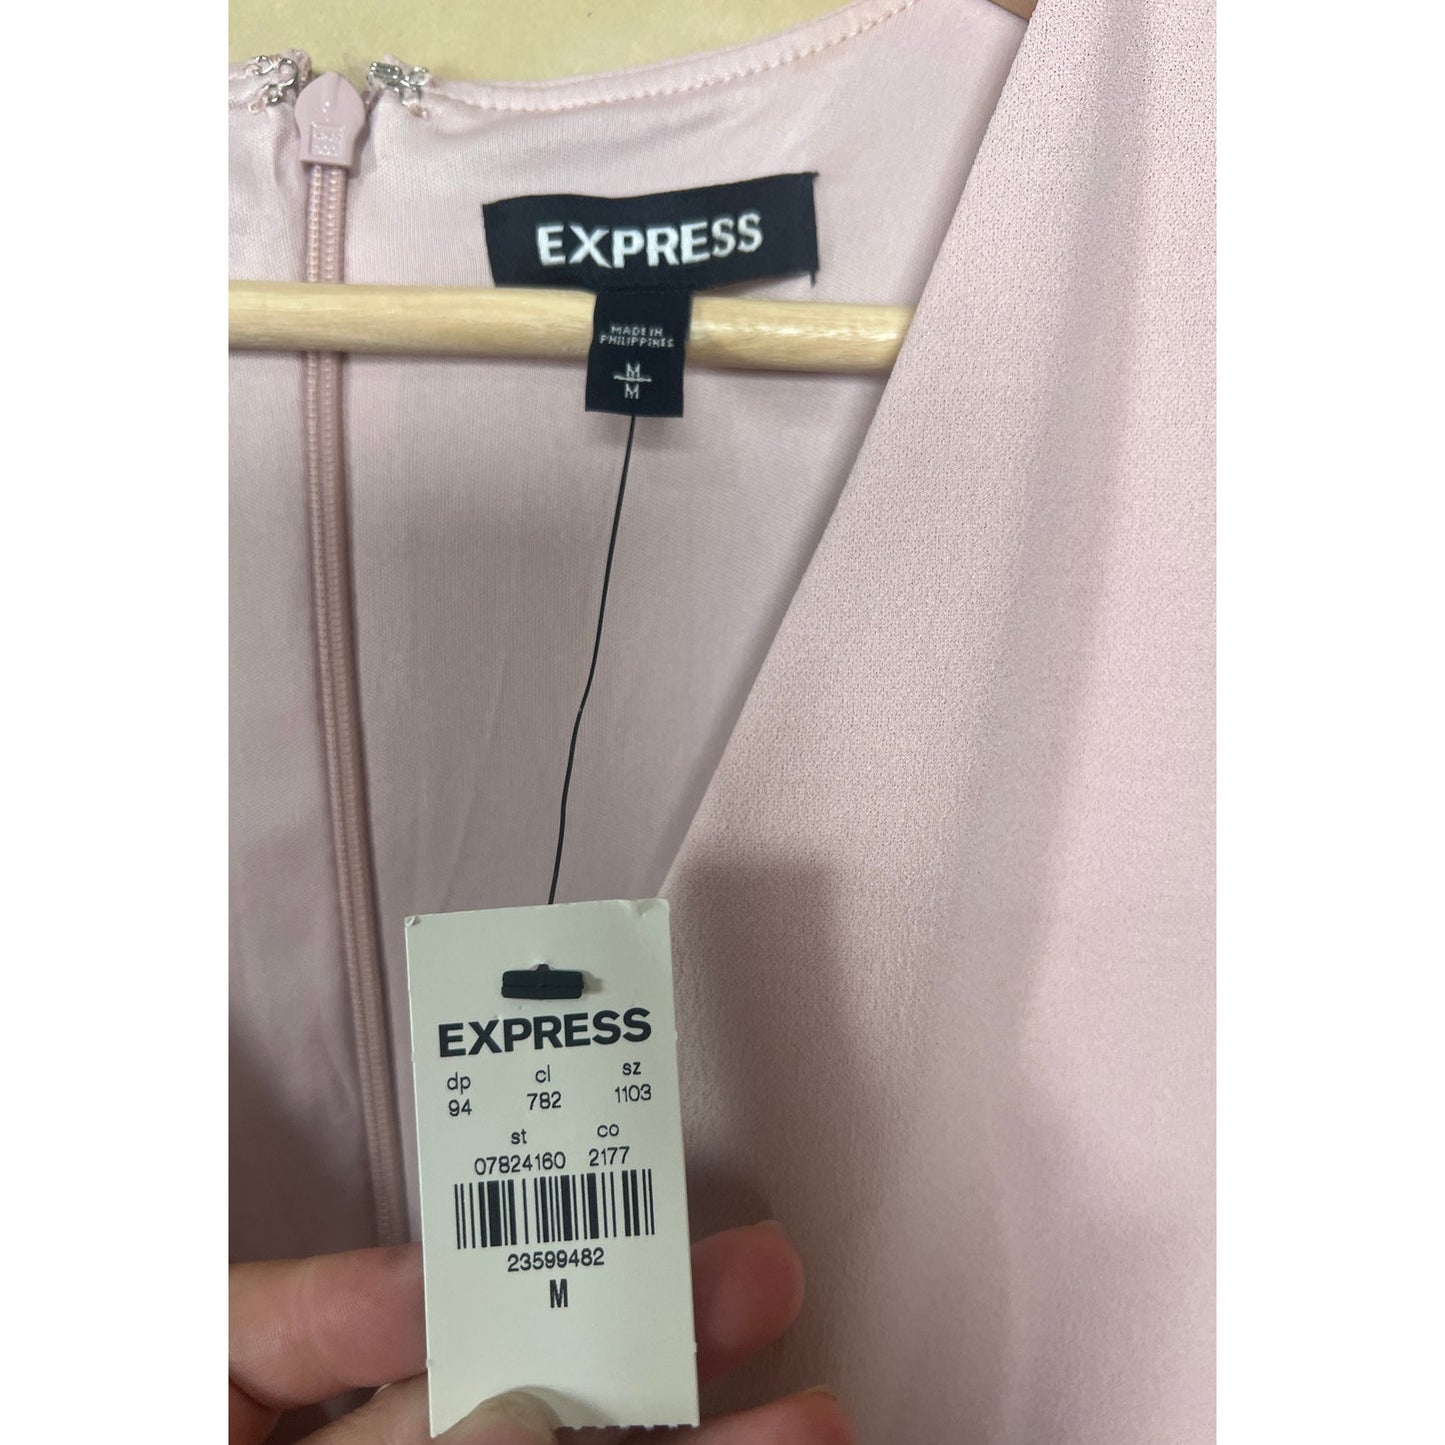 EXPRESS
MADE IN
PHILIPPINES
M
M
EXPRESS
dp cl sz
94 782 1103
st co
07824160 2177
23599482
M